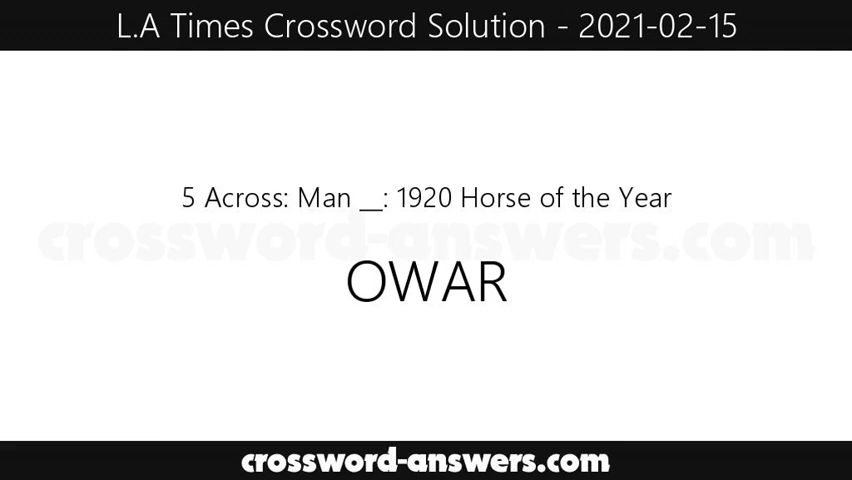 L.A Times Crossword Solution - 2021-02-15
5 Across: Man __: 1920 Horse of the Year
crossword-answers.com
OWAR
crossword-answers.com